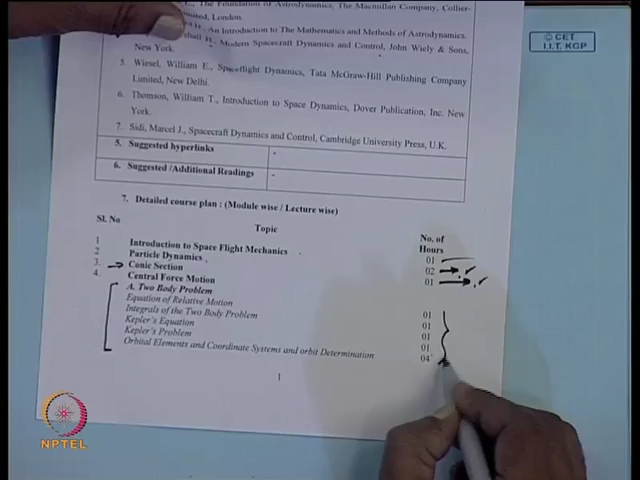 The Foundation of Astrodynamics, The Macmillan Company, Collier-
London.
An Introduction to The Mathematics and Methods of Astrodynamics.
Modern Spacecraft Dynamics and Control, John Wiely & Sons,
New York.
5. Wiesel, William E., Spaceflight Dynamics, Tata McGraw-Hill Publishing Company
Limited, New Delhi.
6. Thomson, William T., Introduction to Space Dynamics, Dover Publication, Inc. New
York.
7. Sidi, Marcel J., Spacecraft Dynamics and Control, Cambridge University Press, U.K.
5. Suggested hyperlinks -
6. Suggested /Additional Readings -
7. Detailed course plan : (Module wise / Lecture wise)
Sl. No Topic No. of Hours
1 Introduction to Space Flight Mechanics 01
2 Particle Dynamics 02
3. Conic Section 01
4. Central Force Motion
A. Two Body Problem
Equation of Relative Motion 01
Integrals of the Two Body Problem 01
Kepler's Equation 01
Kepler's Problem 01
Orbital Elements and Coordinate Systems and orbit Determination 04
1
© CET
I.I.T. KGP
NPTEL